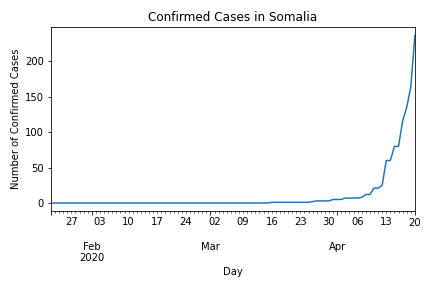 Confirmed Cases in Somalia
Number of Confirmed Cases
200
150
100
50
0
27 03 10 17 24 02 09 16 23 30 06 13 20
Feb Mar Apr
2020
Day